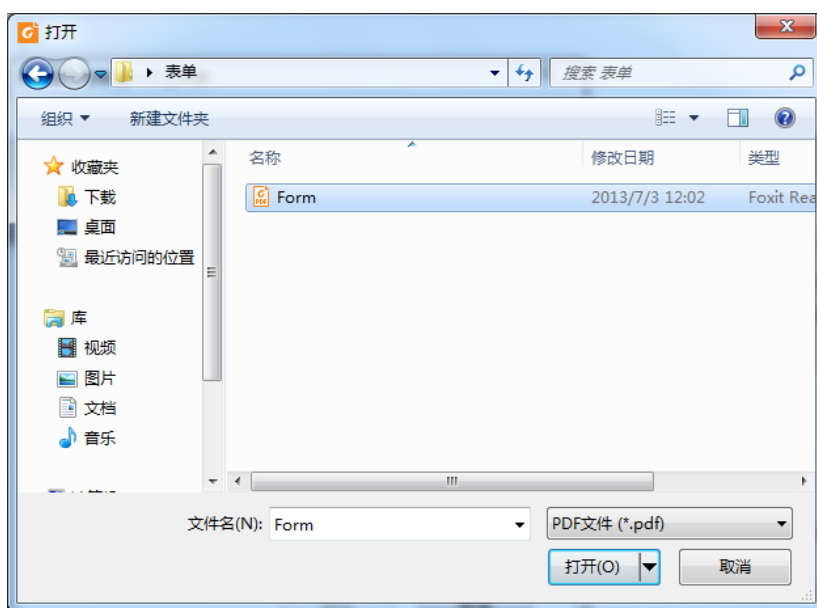 打开
表单
搜索 表单
组织
新建文件夹
名称
修改日期
类型
收藏夹
下载
桌面
最近访问的位置
库
视频
图片
文档
音乐
Form
2013/7/3 12:02
Foxit Rea
文件名(N): Form
PDF文件 (*.pdf)
打开(O)
取消